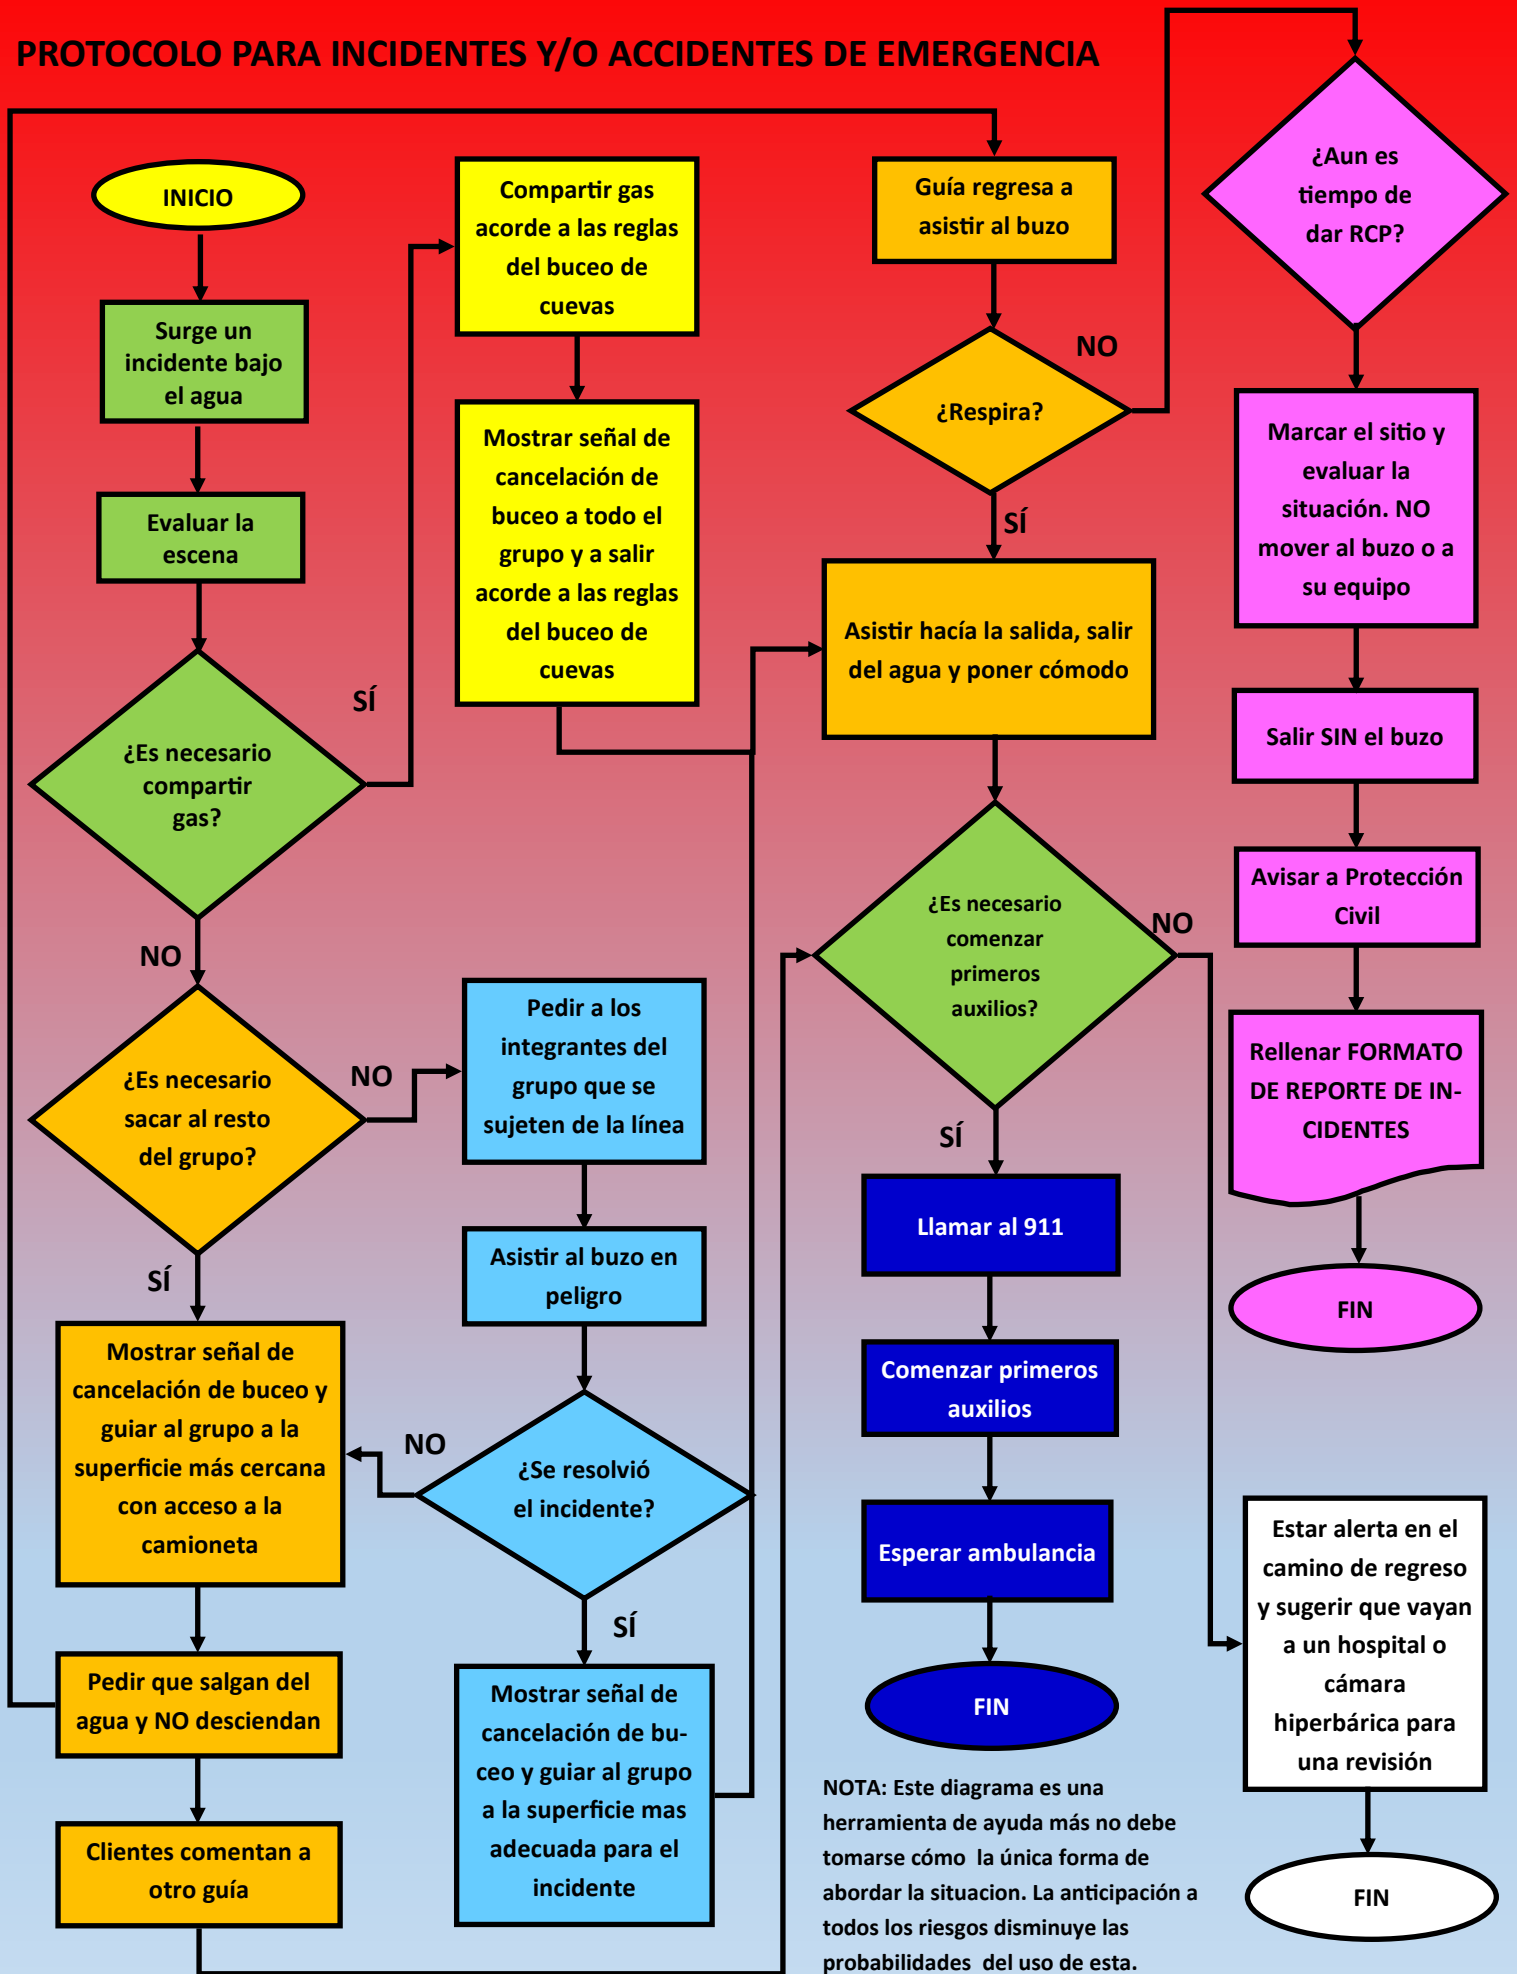 PROTOCOLO PARA INCIDENTES Y/O ACCIDENTES DE EMERGENCIA
INICIO
Surge un
incidente bajo
el agua
Evaluar la
escena
¿Es necesario
compartir
gas?
SÍ
NO
Compartir gas
acorde a las reglas
del buceo de
cuevas
Mostrar señal de
cancelación de
buceo a todo el
grupo y a salir
acorde a las reglas
del buceo de
cuevas
¿Es necesario
sacar al resto
del grupo?
NO
SÍ
Pedir a los
integrantes del
grupo que se
sujeten de la línea
Asistir al buzo en
peligro
¿Se resolvió
el incidente?
NO
SÍ
Mostrar señal de
cancelación de bu-
ceo y guiar al grupo
a la superficie mas
adecuada para el
incidente
Mostrar señal de
cancelación de buceo y
guiar al grupo a la
superficie más cercana
con acceso a la
camioneta
Pedir que salgan del
agua y NO desciendan
Clientes comentan a
otro guía
Guía regresa a
asistir al buzo
¿Respira?
NO
SÍ
Asistir hacía la salida, salir
del agua y poner cómodo
¿Es necesario
comenzar
primeros
auxilios?
NO
SÍ
Llamar al 911
Comenzar primeros
auxilios
Esperar ambulancia
FIN
¿Aun es
tiempo de
dar RCP?
Marcar el sitio y
evaluar la
situación. NO
mover al buzo o a
su equipo
Salir SIN el buzo
Avisar a Protección
Civil
Rellenar FORMATO
DE REPORTE DE IN-
CIDENTES
FIN
Estar alerta en el
camino de regreso
y sugerir que vayan
a un hospital o
cámara
hiperbárica para
una revisión
FIN
NOTA: Este diagrama es una
herramienta de ayuda más no debe
tomarse cómo la única forma de
abordar la situacion. La anticipación a
todos los riesgos disminuye las
probabilidades del uso de esta.